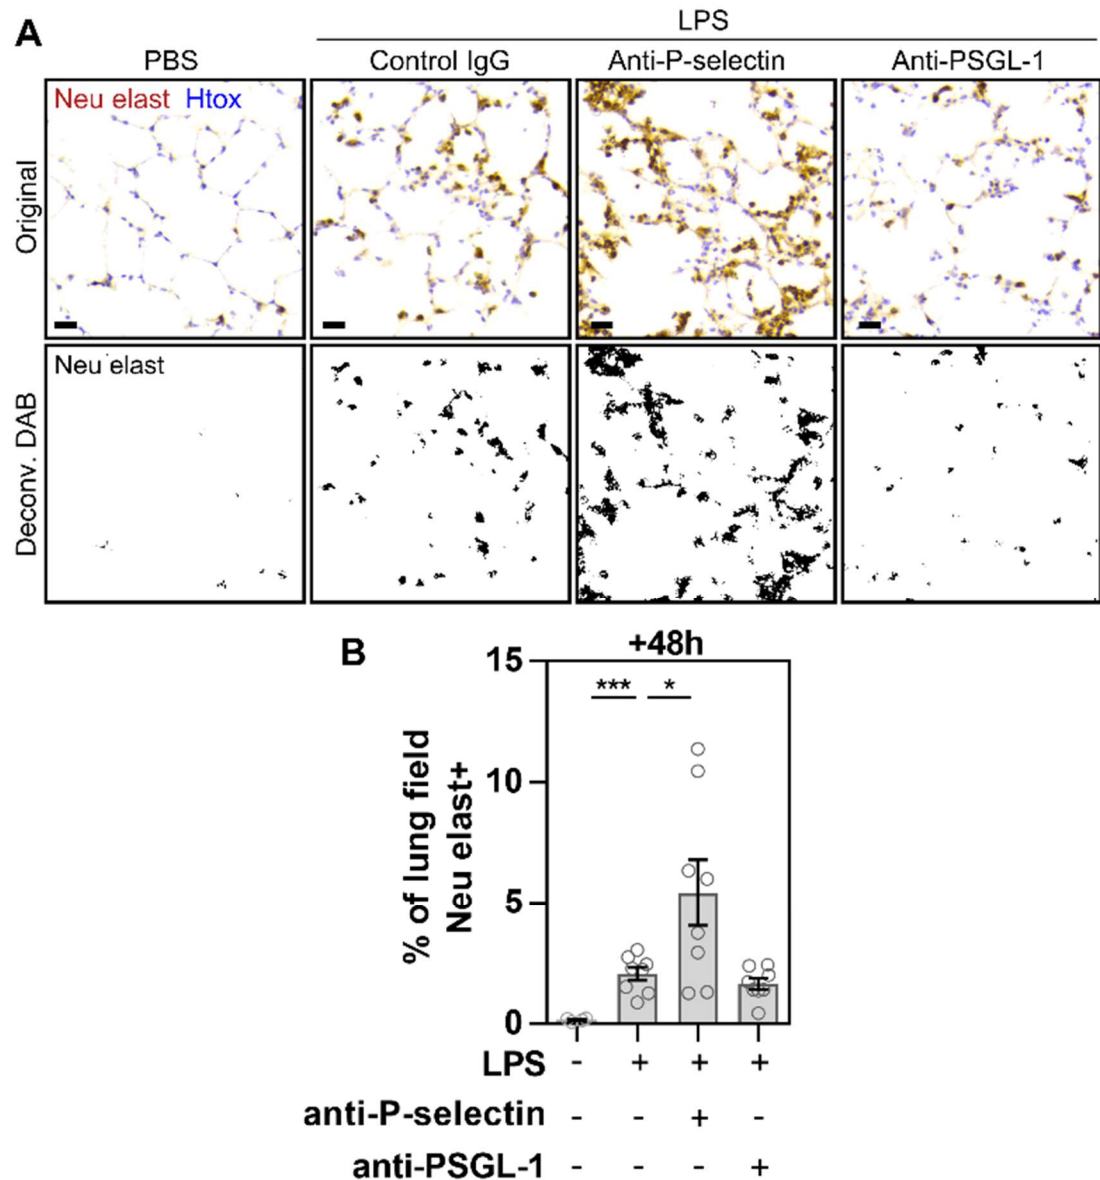 A
LPS
PBS
Control IgG
Anti-P-selectin
Anti-PSGL-1
Original
Neu elast Htox
Deconv. DAB
Neu elast
B
+48h
% of lung field
Neu elast+
15
10
5
0
*** *
LPS - + + +
anti-P-selectin - - + -
anti-PSGL-1 - - - +